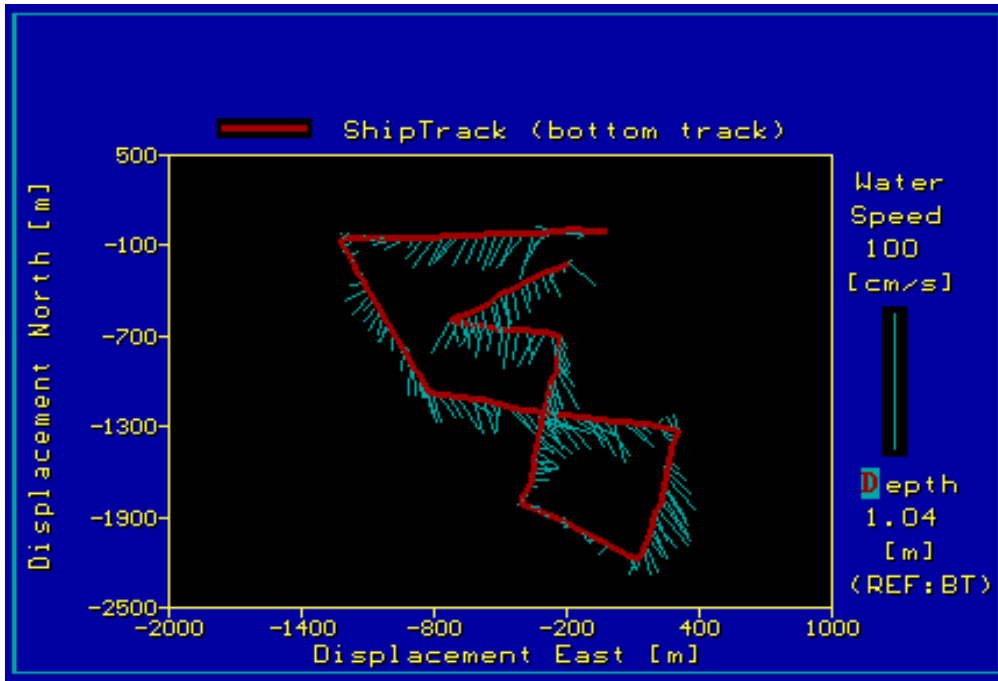 ShipTrack (bottom track)
Displacement North [m]
500
-100
-700
-1300
-1900
-2500
-2000 -1400 -800 -200 400 1000
Displacement East [m]
Water
Speed
100
[cm/s]
Depth
1.04
[m]
(REF:BT)